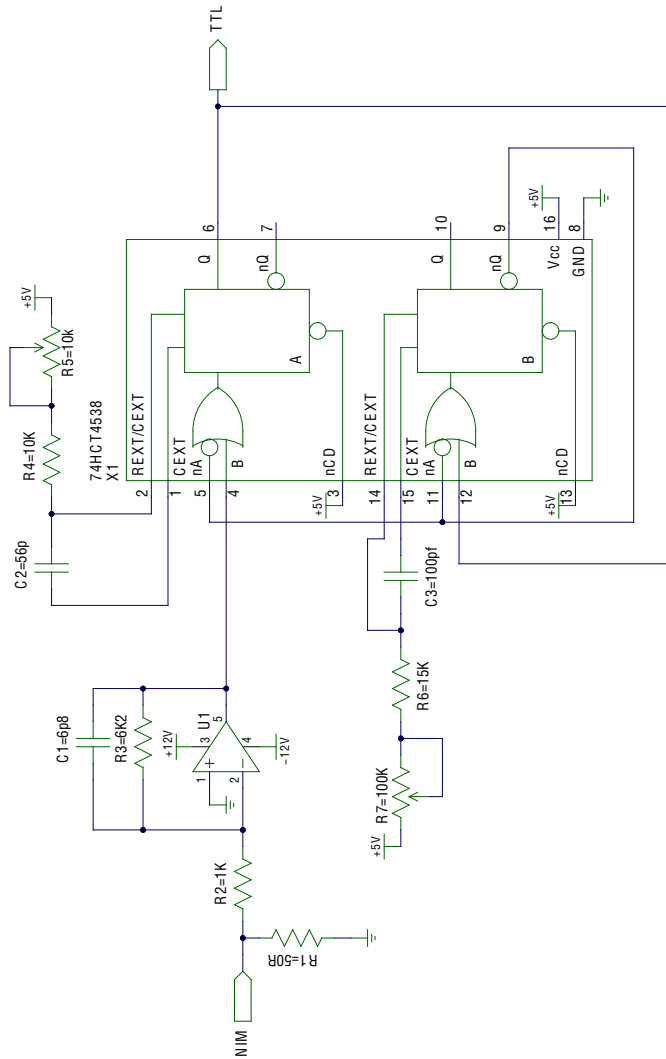 NIM
R1=50R
R2=1K
C1=6p8
R3=6K2
U1
+12V
-12V
1
2
3
4
5
+
−
C2=56p
R4=10K
R5=10k
+5V
74HCT4538
X1
2
REXT/CEXT
1
CEXT
5
nA
4
B
+5V
3
nCD
A
Q
6
nQ
7
TTL
14
REXT/CEXT
15
CEXT
11
nA
12
B
+5V
13
nCD
B
Q
10
nQ
9
+5V
16
Vcc
8
GND
C3=100pf
R6=15K
R7=100K
+5V